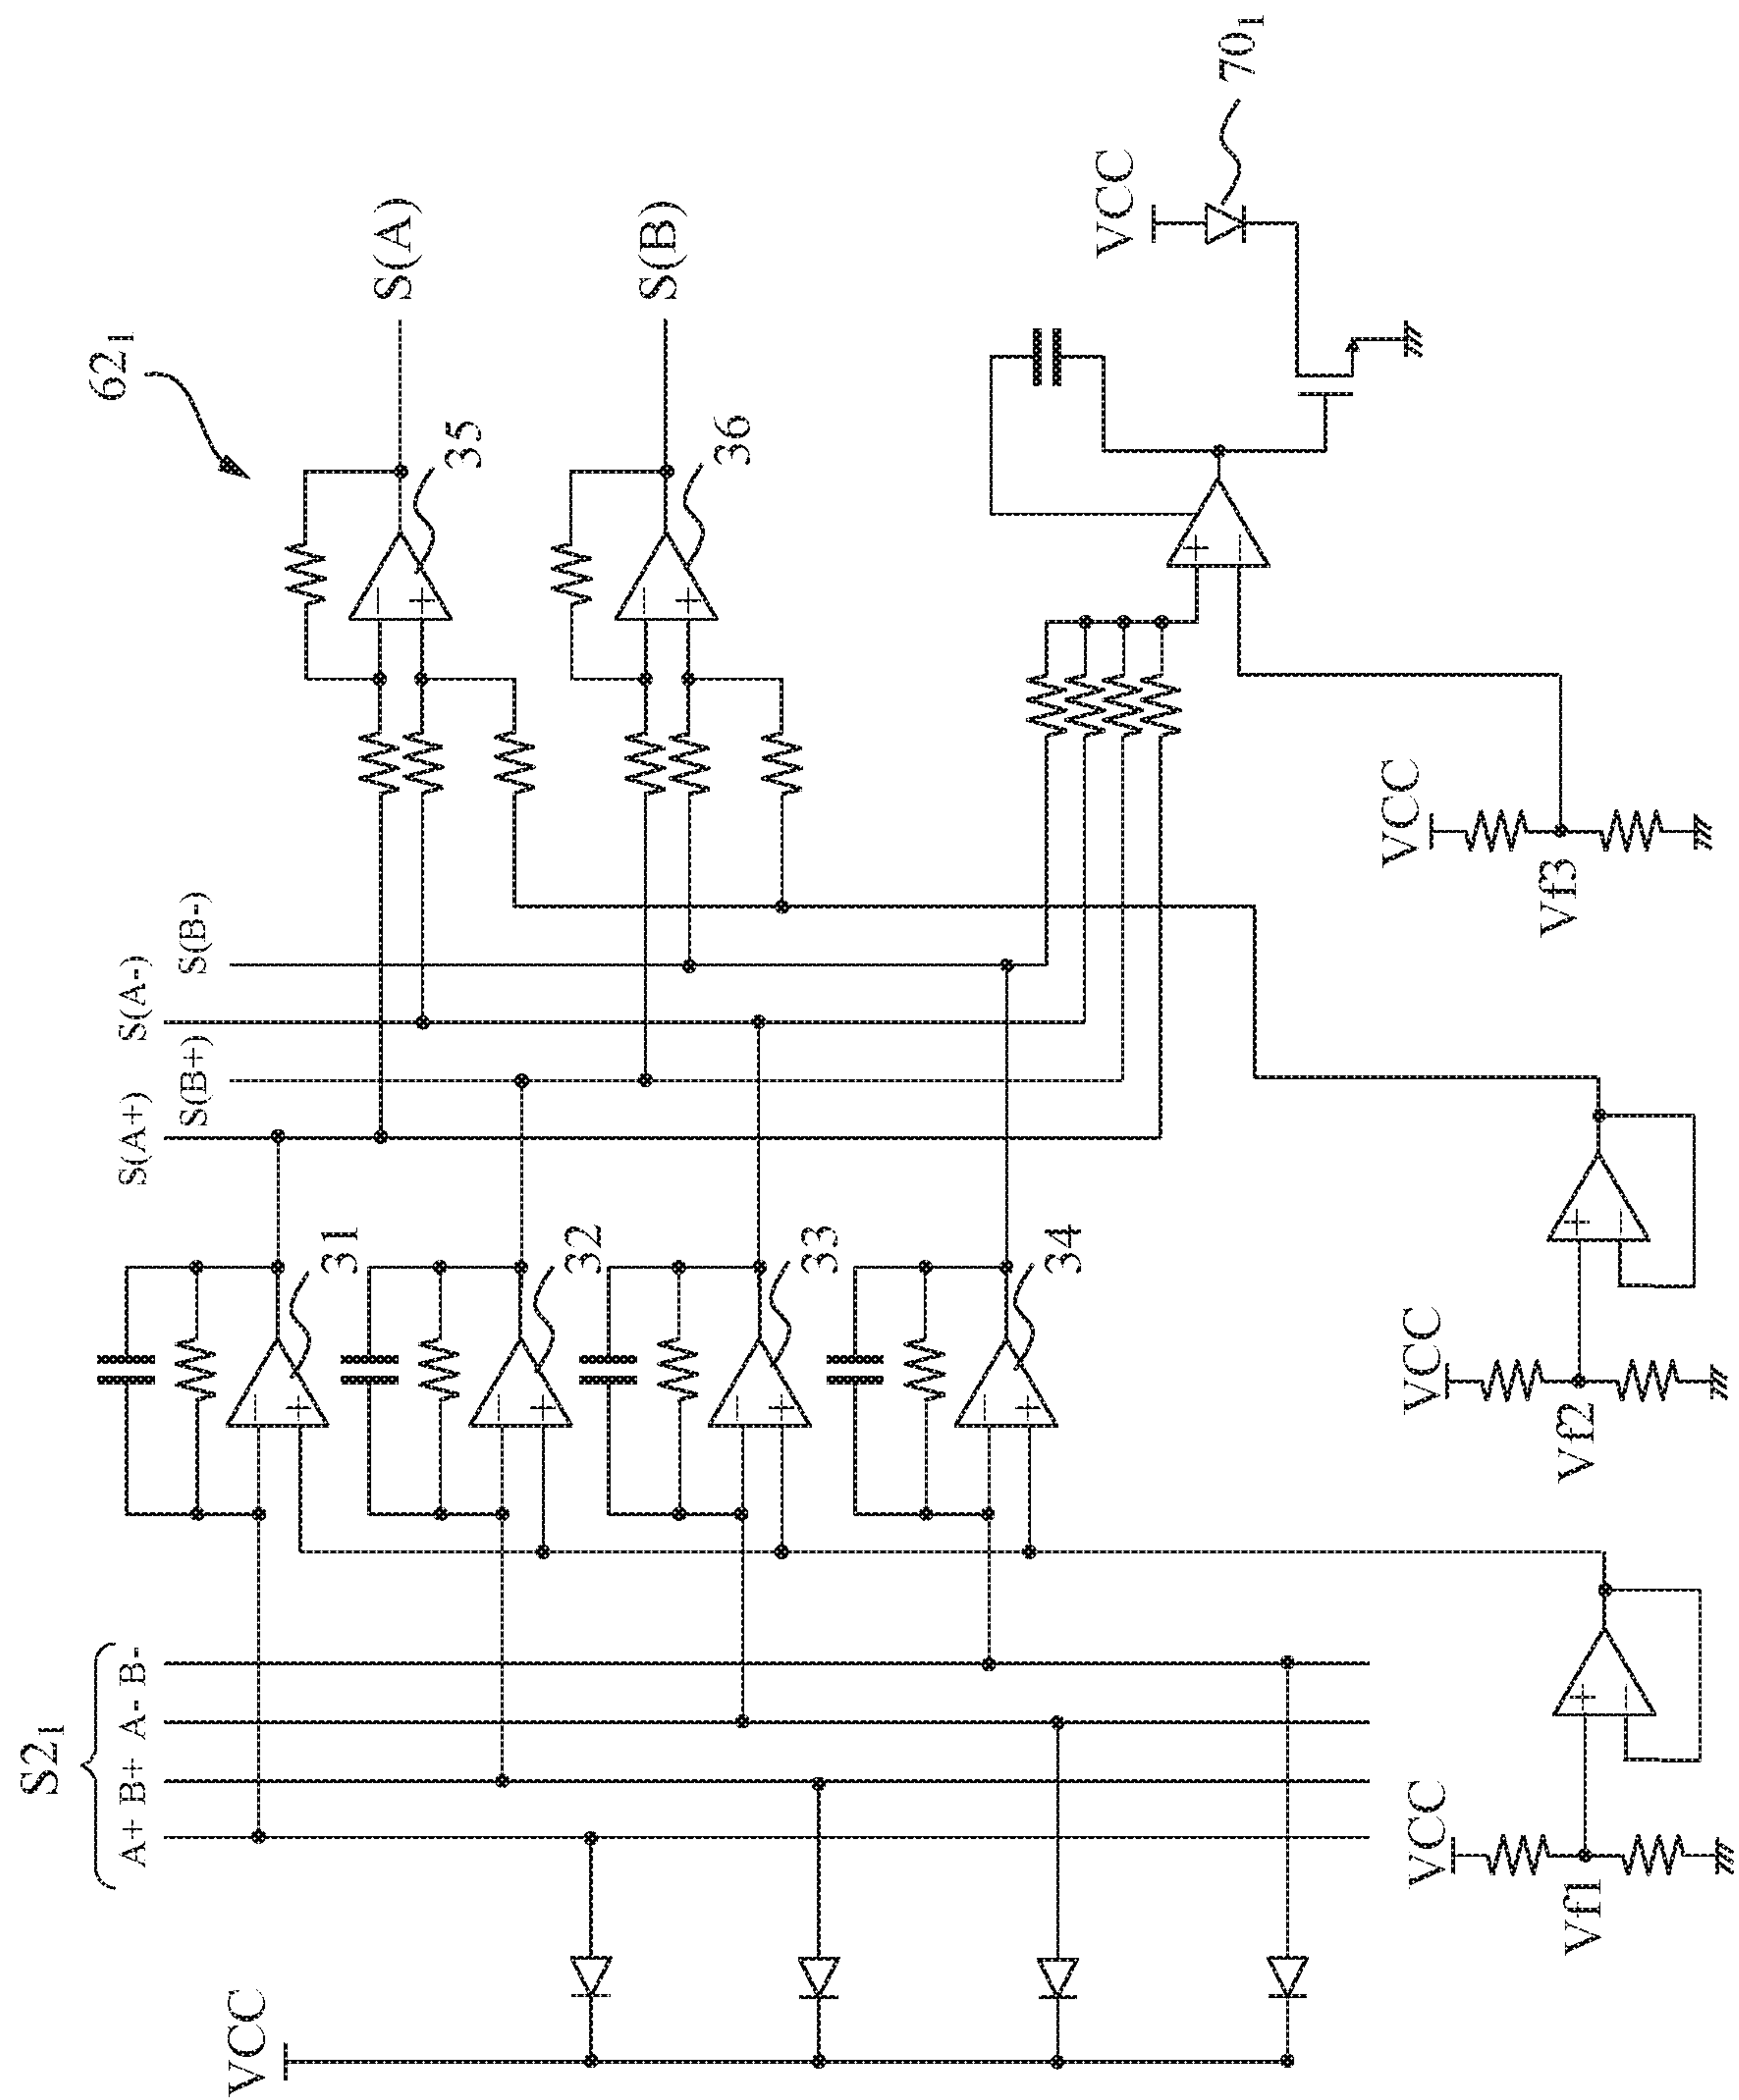 62₁
S(A)
S(B)
35
36
VCC
70₁
S(A+)
S(B+)
S(A-)
S(B-)
31
32
33
34
S2₁
A+ B+ A- B-
VCC
VCC
Vf1
VCC
Vf2
VCC
Vf3
- +
- +
- +
- +
- +
- +
+ -
+ -
+ -